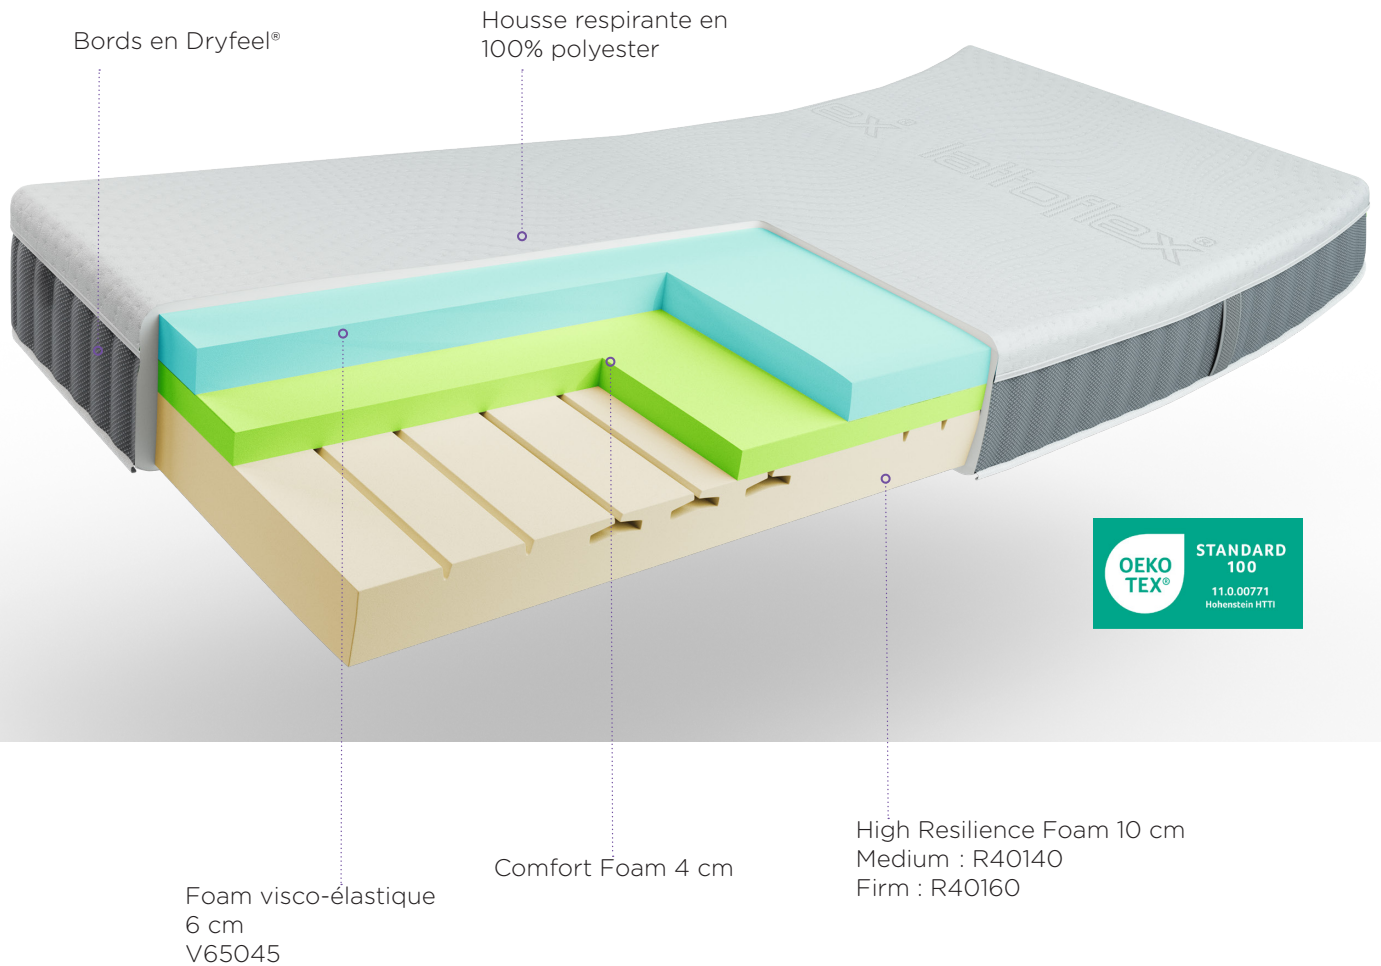 Bords en Dryfeel®
Housse respirante en
100% polyester
lattoflex®
OEKO
TEX®
STANDARD
100
11.0.00771
Hohenstein HTTI
Foam visco-élastique
6 cm
V65045
Comfort Foam 4 cm
High Resilience Foam 10 cm
Medium : R40140
Firm : R40160